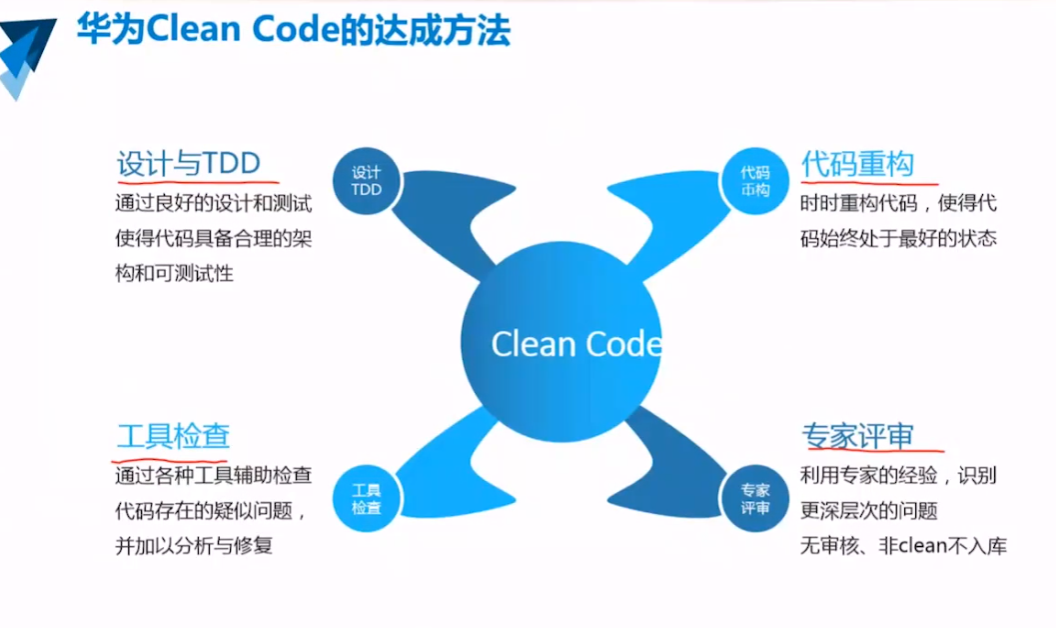 华为Clean Code的达成方法
设计与TDD
通过良好的设计和测试
使得代码具备合理的架
构和可测试性
设计
TDD
代码
币构
代码重构
时时重构代码，使得代
码始终处于最好的状态
Clean Code
工具检查
通过各种工具辅助检查
代码存在的疑似问题，
并加以分析与修复
工具
检查
专家
评审
专家评审
利用专家的经验，识别
更深层次的问题
无审核、非clean不入库